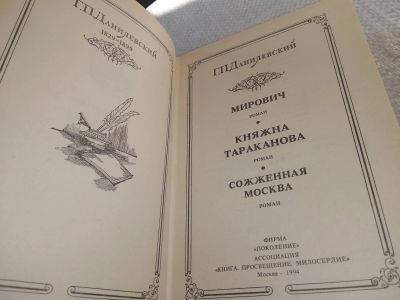 Г.П.Данилевский
1829–1890
Г.П.Данилевский
МИРОВИЧ
РОМАН
КНЯЖНА
ТАРАКАНОВА
РОМАН
СОЖЖЕННАЯ
МОСКВА
РОМАН
ФИРМА
«ПОКОЛЕНИЕ»
АССОЦИАЦИЯ
«КНИГА. ПРОСВЕЩЕНИЕ. МИЛОСЕРДИЕ»
Москва - 1994